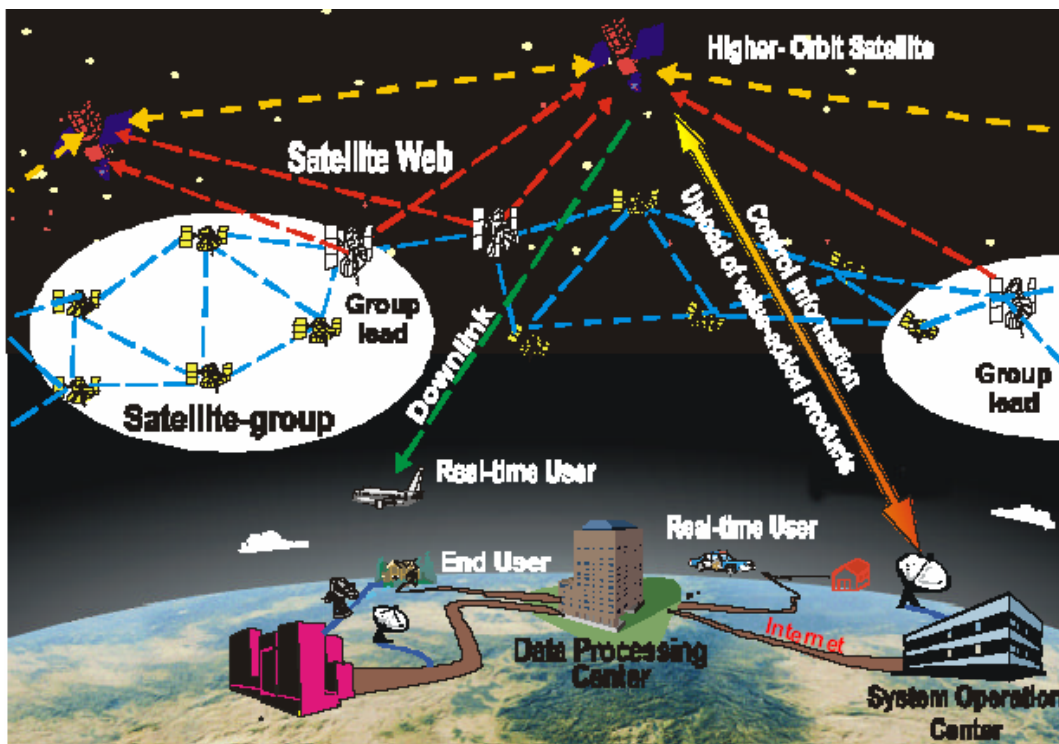 Higher- Orbit Satellite
Satellite Web
Group
lead
Satellite-group
Downlink
Control Information
Upload of value-added products
Group
lead
Real-time User
Real-time User
End User
Internet
Data Processing
Center
System Operation
Center